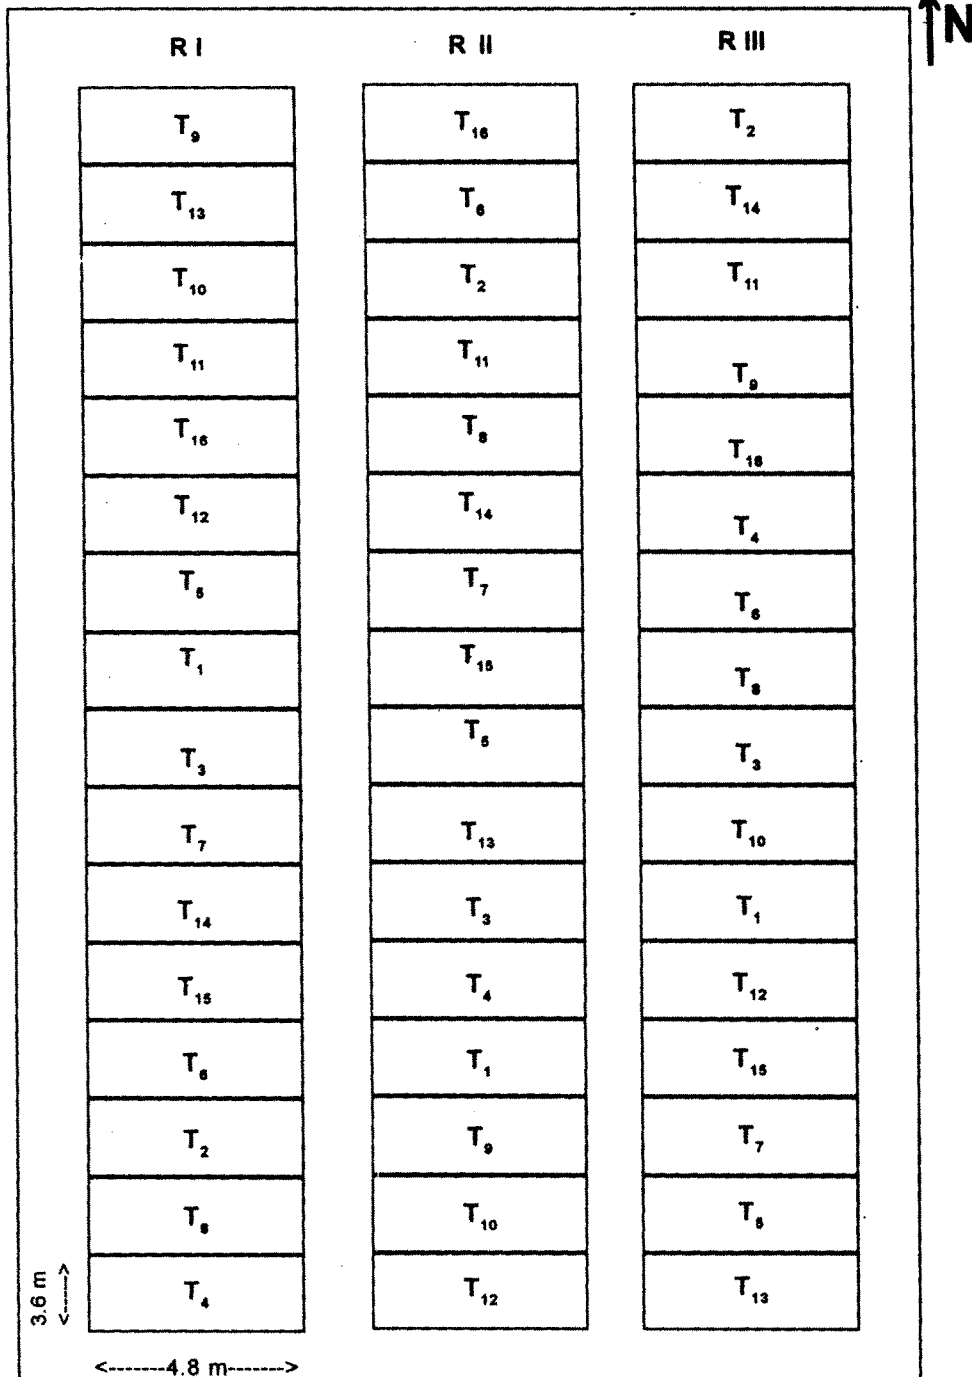 N
R I R II R III
T₉ T₁₆ T₂
T₁₃ T₆ T₁₄
T₁₀ T₂ T₁₁
T₁₁ T₁₁ T₉
T₁₆ T₈ T₁₆
T₁₂ T₁₄ T₄
T₅ T₇ T₆
T₁ T₁₅ T₈
T₃ T₅ T₃
T₇ T₁₃ T₁₀
T₁₄ T₃ T₁
T₁₅ T₄ T₁₂
T₆ T₁ T₁₅
T₂ T₉ T₇
T₈ T₁₀ T₅
T₄ T₁₂ T₁₃
3.6 m
<------->
<-------4.8 m------->